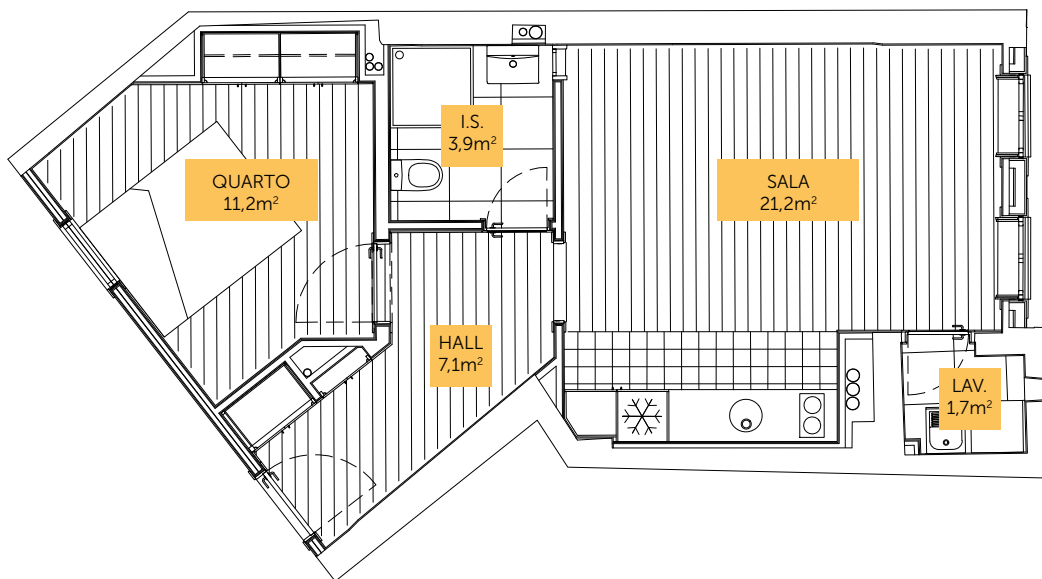 I.S.
3,9m²
QUARTO
11,2m²
SALA
21,2m²
HALL
7,1m²
LAV.
1,7m²